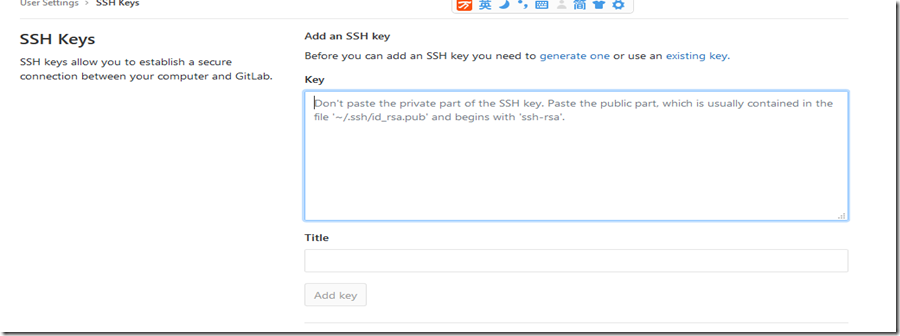 User Settings > SSH Keys
英 简
SSH Keys
SSH keys allow you to establish a secure
connection between your computer and GitLab.
Add an SSH key
Before you can add an SSH key you need to generate one or use an existing key.
Key
Don't paste the private part of the SSH key. Paste the public part, which is usually contained in the
file '~/.ssh/id_rsa.pub' and begins with 'ssh-rsa'.
Title
Add key